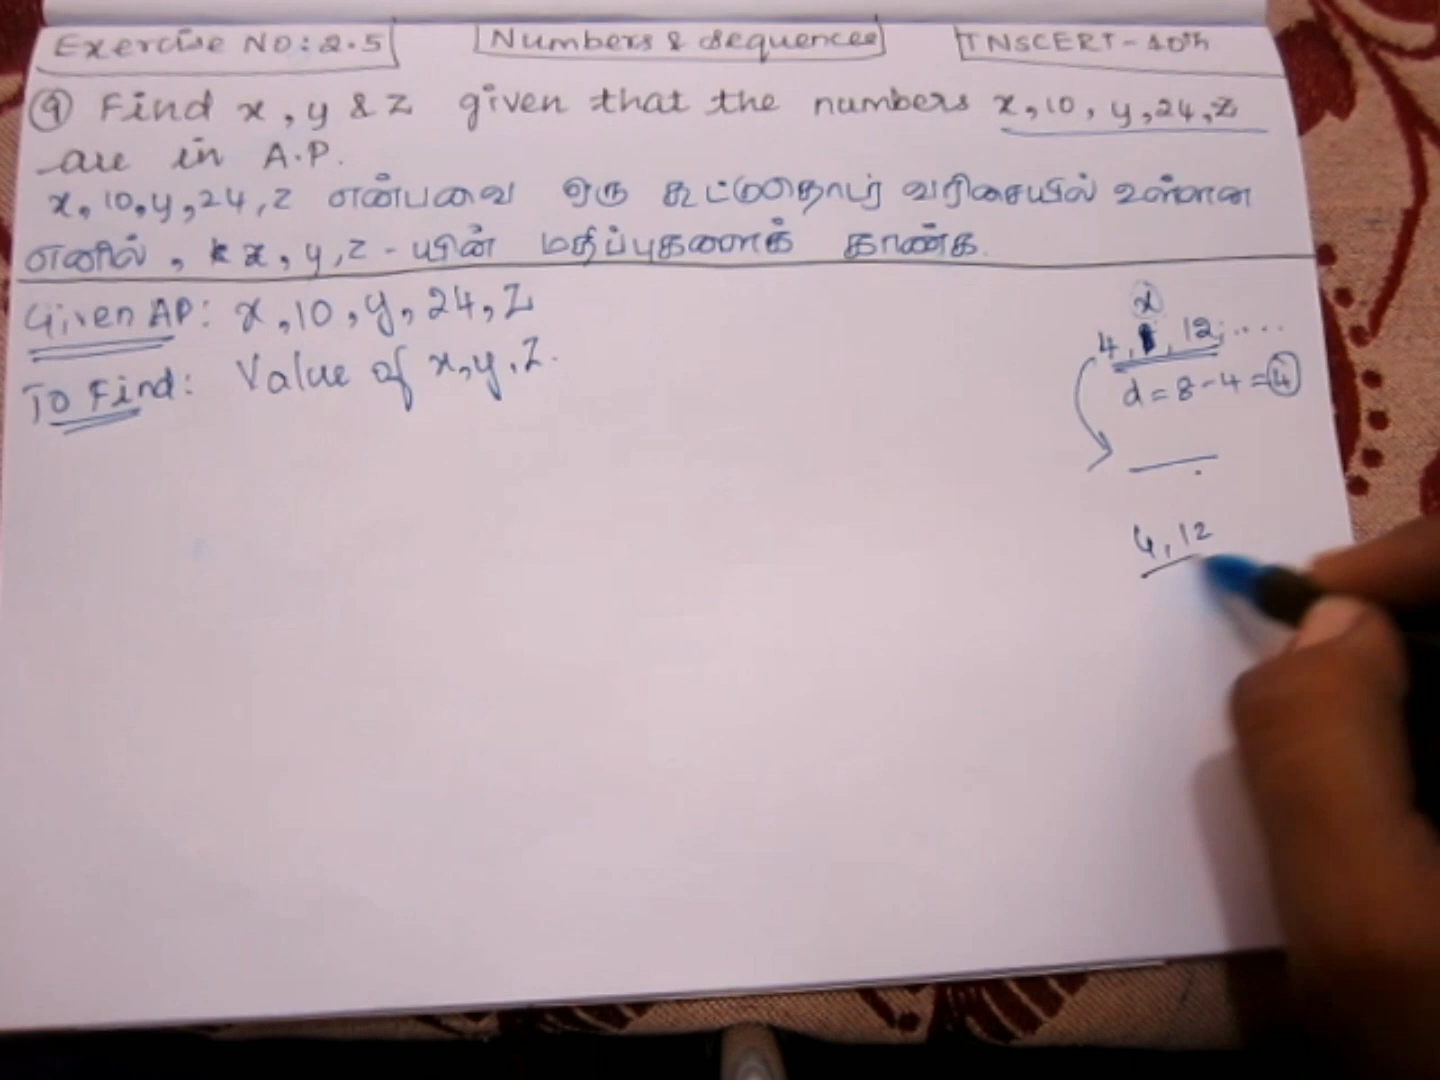 Exercise NO: 2.5 Numbers & Sequences TNSCERT - 10th
9 Find x, y & z given that the numbers x, 10, y, 24, z
are in A.P.
x, 10, y, 24, z என்பவை ஒரு கூட்டுத்தொடர் வரிசையில் உள்ளன
எனில், x, y, z - யின் மதிப்புகளைக் காண்க.
Given AP: x, 10, y, 24, z
To Find: Value of x, y, z.
x
4, 12, ....
d = 8 - 4 = 4
4, 12